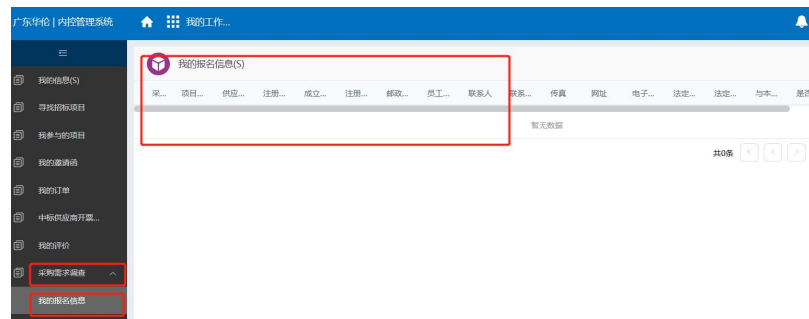 广东华伦 | 内控管理系统
我的工作...
我的信息(S)
寻找招标项目
我参与的项目
我的邀请函
我的订单
中标供应商开票...
我的评价
采购需求调查
我的报名信息
我的报名信息(S)
采... 项目... 供应... 注册... 成立... 注册... 邮政... 员工... 联系人 联系... 传真 网址 电子... 法定... 法定... 与本... 是否
暂无数据
共0条